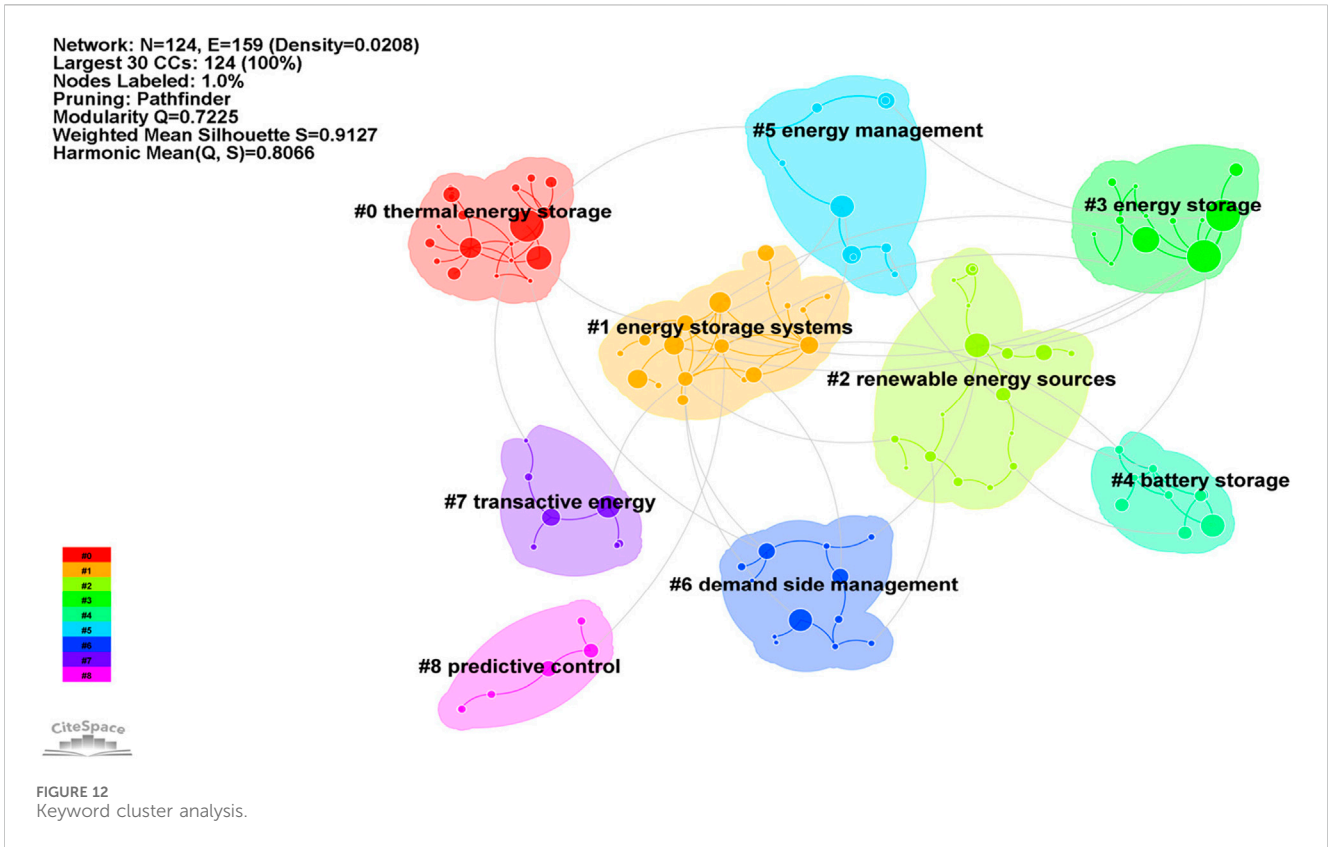 Network: N=124, E=159 (Density=0.0208)
Largest 30 CCs: 124 (100%)
Nodes Labeled: 1.0%
Pruning: Pathfinder
Modularity Q=0.7225
Weighted Mean Silhouette S=0.9127
Harmonic Mean(Q, S)=0.8066
#5 energy management
#0 thermal energy storage
#3 energy storage
#1 energy storage systems
#2 renewable energy sources
#4 battery storage
#7 transactive energy
#6 demand side management
#8 predictive control
#0
#1
#2
#3
#4
#5
#6
#7
#8
CiteSpace
FIGURE 12
Keyword cluster analysis.